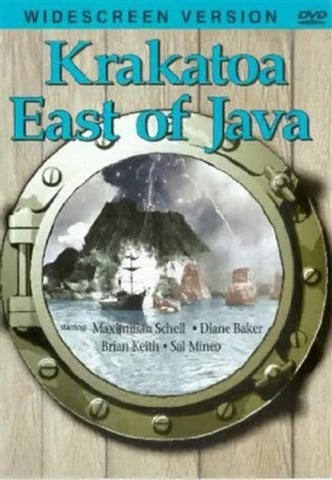 WIDESCREEN VERSION DVD
Krakatoa
East of Java
starring Maximilian Schell • Diane Baker
Brian Keith • Sal Mineo